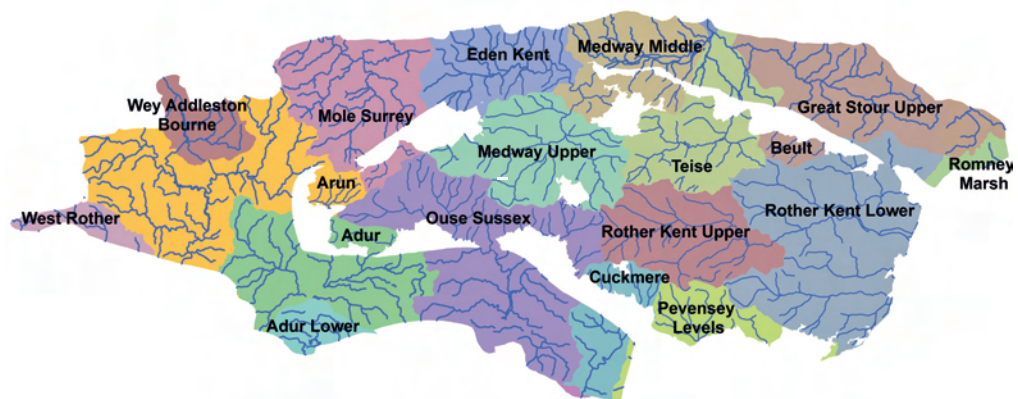 Medway Middle
Eden Kent
Wey Addleston
Bourne
Mole Surrey
Great Stour Upper
Medway Upper
Beult
Teise
Romney
Marsh
Arun
West Rother
Ouse Sussex
Rother Kent Lower
Adur
Rother Kent Upper
Cuckmere
Pevensey
Levels
Adur Lower